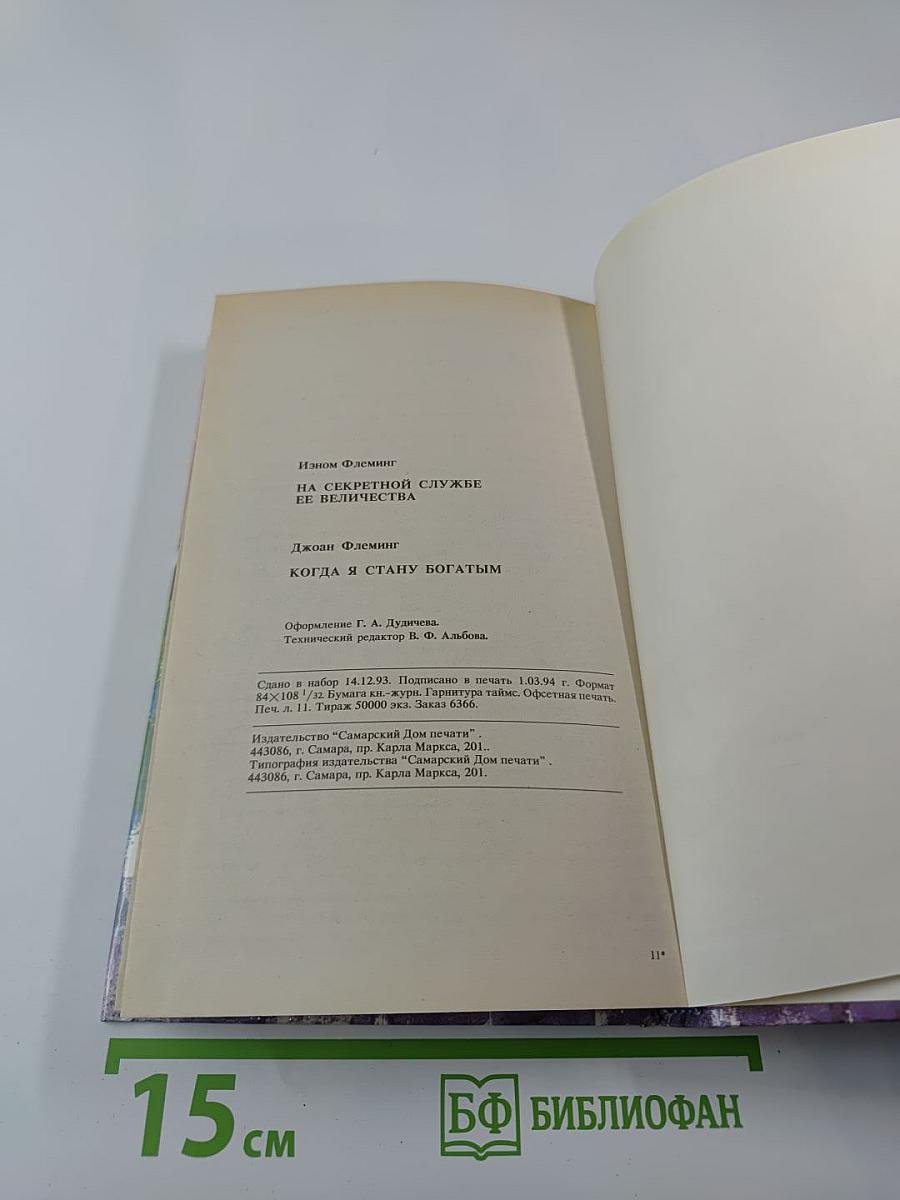 Иэном Флеминг
НА СЕКРЕТНОЙ СЛУЖБЕ
ЕЕ ВЕЛИЧЕСТВА
Джоан Флеминг
КОГДА Я СТАНУ БОГАТЫМ
Оформление Г. А. Дудичева.
Технический редактор В. Ф. Альбова.
Сдано в набор 14.12.93. Подписано в печать 1.03.94 г. Формат
84×108 1/32. Бумага кн.-журн. Гарнитура таймс. Офсетная печать.
Печ. л. 11. Тираж 50000 экз. Заказ 6366.
Издательство “Самарский Дом печати” .
443086, г. Самара, пр. Карла Маркса, 201..
Типография издательства “Самарский Дом печати” .
443086, г. Самара, пр. Карла Маркса, 201.
11*
15 см
БФ БИБЛИОФАН